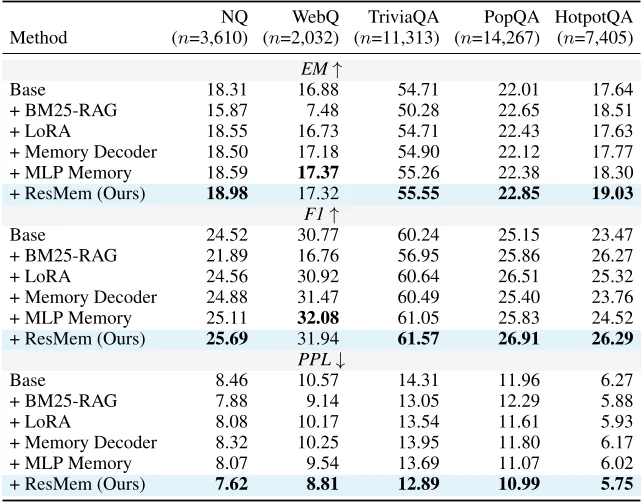 NQ WebQ TriviaQA PopQA HotpotQA
Method (n=3,610) (n=2,032) (n=11,313) (n=14,267) (n=7,405)
EM ↑
Base 18.31 16.88 54.71 22.01 17.64
+ BM25-RAG 15.87 7.48 50.28 22.65 18.51
+ LoRA 18.55 16.73 54.71 22.43 17.63
+ Memory Decoder 18.50 17.18 54.90 22.12 17.77
+ MLP Memory 18.59 17.37 55.26 22.38 18.30
+ ResMem (Ours) 18.98 17.32 55.55 22.85 19.03
F1 ↑
Base 24.52 30.77 60.24 25.15 23.47
+ BM25-RAG 21.89 16.76 56.95 25.86 26.27
+ LoRA 24.56 30.92 60.64 26.51 25.32
+ Memory Decoder 24.88 31.47 60.49 25.40 23.76
+ MLP Memory 25.11 32.08 61.05 25.83 24.52
+ ResMem (Ours) 25.69 31.94 61.57 26.91 26.29
PPL ↓
Base 8.46 10.57 14.31 11.96 6.27
+ BM25-RAG 7.88 9.14 13.05 12.29 5.88
+ LoRA 8.08 10.17 13.54 11.61 5.93
+ Memory Decoder 8.32 10.25 13.95 11.80 6.17
+ MLP Memory 8.07 9.54 13.69 11.07 6.02
+ ResMem (Ours) 7.62 8.81 12.89 10.99 5.75